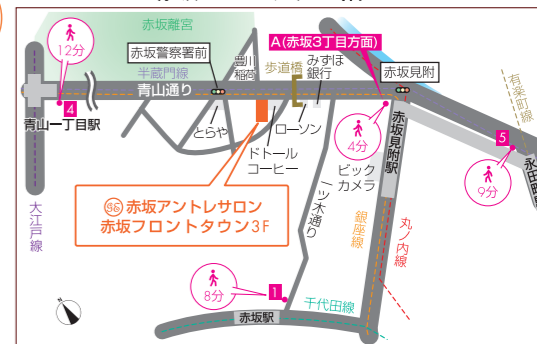 赤坂離宮
12分
赤坂警察署前
豊川
稲荷
歩道橋
A(赤坂3丁目方面)
みずほ
銀行
赤坂見附
半蔵門線
青山通り
4
青山一丁目駅
とらや
ドトール
コーヒー
ローソン
4分
ビック
カメラ
赤坂見附駅
有楽町線
5
9分
赤坂アントレサロン
赤坂フロントタウン3F
一ツ木通り
銀座線
丸ノ内線
大江戸線
8分
1
千代田線
赤坂駅